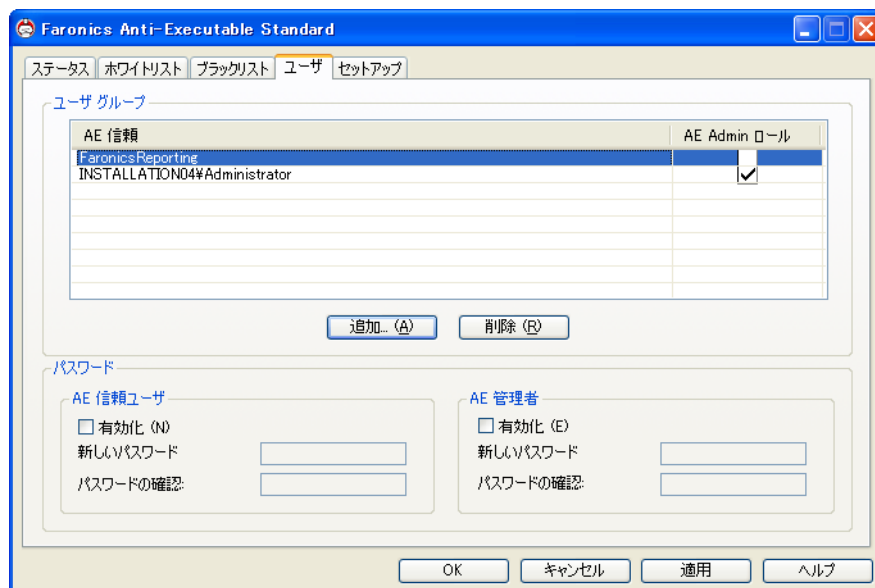 Faronics Anti-Executable Standard
ステータス ホワイトリスト ブラックリスト ユーザ セットアップ
ユーザ グループ
AE 信頼 AE Admin ロール
FaronicsReporting
INSTALLATION04¥Administrator
追加... (A) 削除 (R)
パスワード
AE 信頼ユーザ AE 管理者
有効化 (N) 有効化 (E)
新しいパスワード 新しいパスワード
パスワードの確認: パスワードの確認:
OK キャンセル 適用 ヘルプ